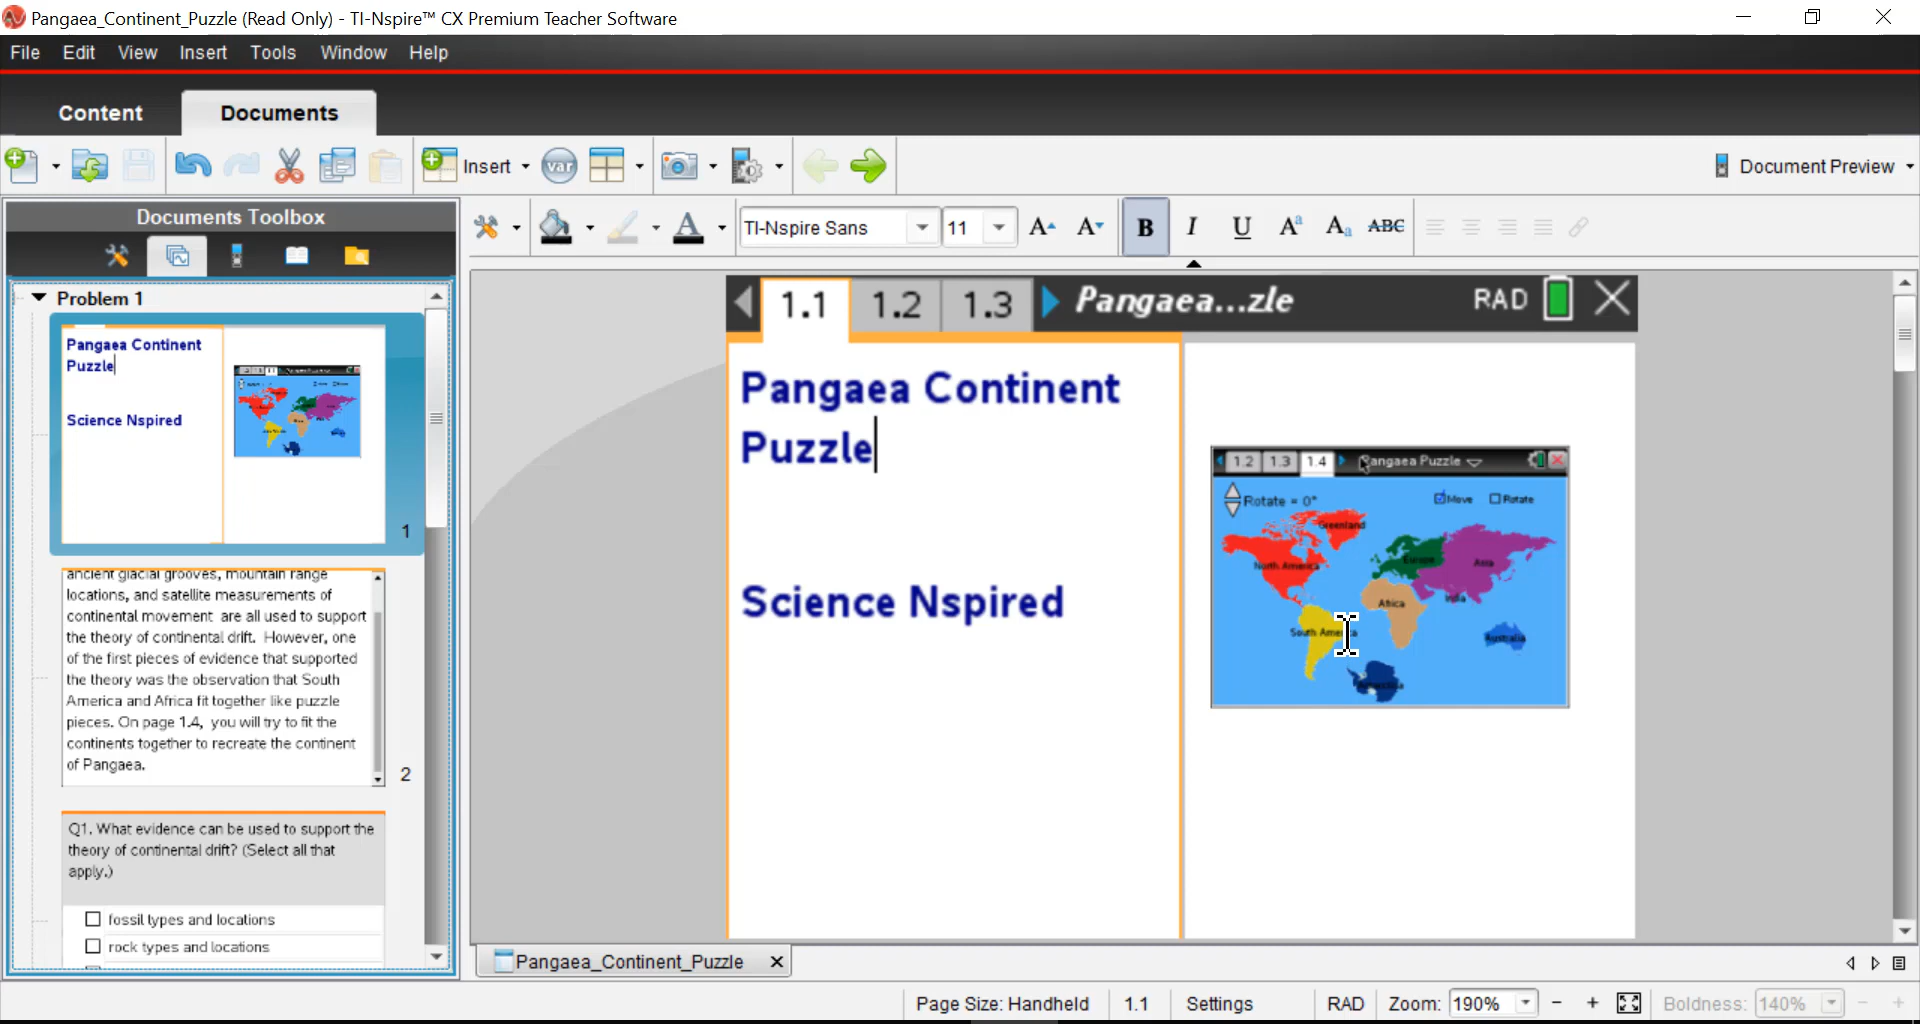 Pangaea_Continent_Puzzle (Read Only) - TI-Nspire™ CX Premium Teacher Software
File Edit View Insert Tools Window Help
Content Documents
Insert var Document Preview
Documents Toolbox
TI-Nspire Sans 11 A A B I U Aa Aa ABC
Problem 1
Pangaea Continent
Puzzle
Science Nspired
1
ancient glacial grooves, mountain range
locations, and satellite measurements of
continental movement are all used to support
the theory of continental drift. However, one
of the first pieces of evidence that supported
the theory was the observation that South
America and Africa fit together like puzzle
pieces. On page 1.4, you will try to fit the
continents together to recreate the continent
of Pangaea.
2
Q1. What evidence can be used to support the
theory of continental drift? (Select all that
apply.)
fossil types and locations
rock types and locations
1.1 1.2 1.3 Pangaea...zle RAD
Pangaea Continent
Puzzle
Science Nspired
1.2 1.3 1.4 Pangaea Puzzle
Rotate = 0° Move Rotate
Greenland
North America
Europe
Asia
Africa
India
South America
Australia
Pangaea_Continent_Puzzle
Page Size: Handheld 1.1 Settings RAD Zoom: 190% - + Boldness: 140% - +